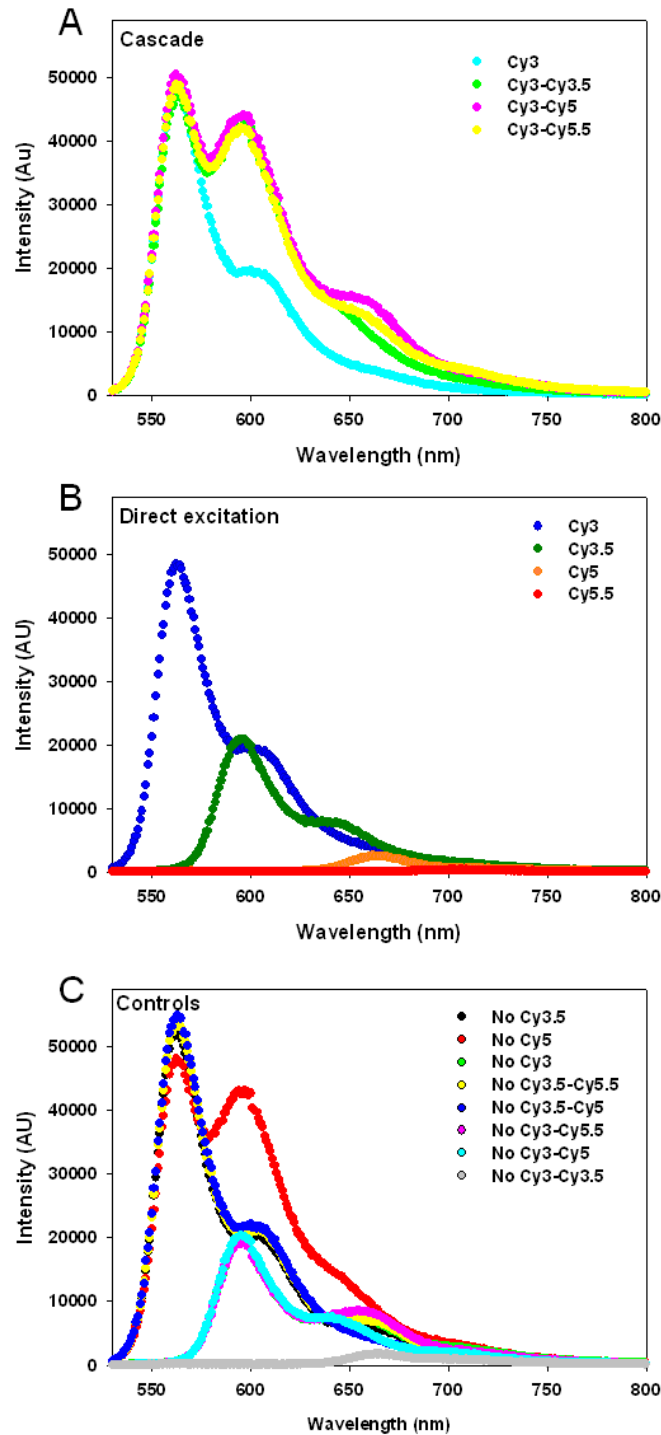 A
Cascade
Cy3
Cy3-Cy3.5
Cy3-Cy5
Cy3-Cy5.5
50000
40000
30000
20000
10000
0
Intensity (Au)
550
600
650
700
750
800
Wavelength (nm)
B
Direct excitation
Cy3
Cy3.5
Cy5
Cy5.5
50000
40000
30000
20000
10000
0
Intensity (AU)
550
600
650
700
750
800
Wavelength (nm)
C
Controls
No Cy3.5
No Cy5
No Cy3
No Cy3.5-Cy5.5
No Cy3.5-Cy5
No Cy3-Cy5.5
No Cy3-Cy5
No Cy3-Cy3.5
50000
40000
30000
20000
10000
0
Intensity (AU)
550
600
650
700
750
800
Wavelength (nm)